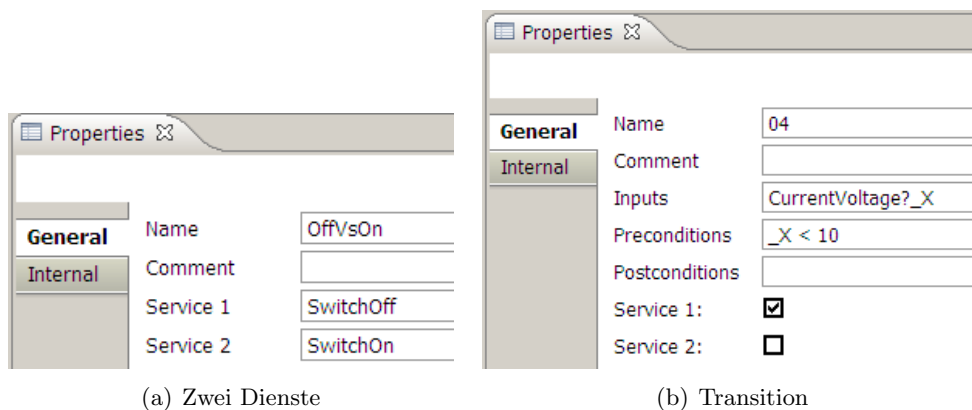 Properties
General
Internal
Name OffVsOn
Comment
Service 1 SwitchOff
Service 2 SwitchOn
(a) Zwei Dienste
Properties
General
Internal
Name 04
Comment
Inputs CurrentVoltage?_X
Preconditions _X < 10
Postconditions
Service 1:
Service 2:
(b) Transition